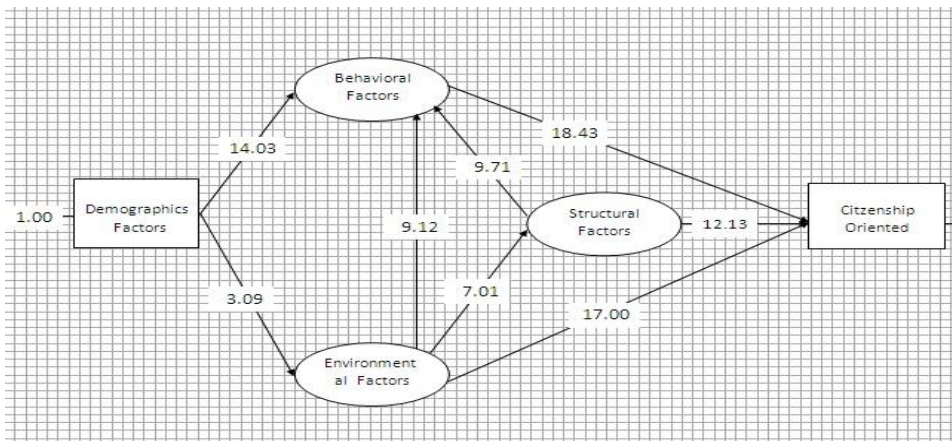 Behavioral
Factors
18.43
14.03
9.71
1.00
Demographics
Factors
9.12
Structural
Factors
12.13
Citzenship
Oriented
3.09
7.01
17.00
Environment
al Factors